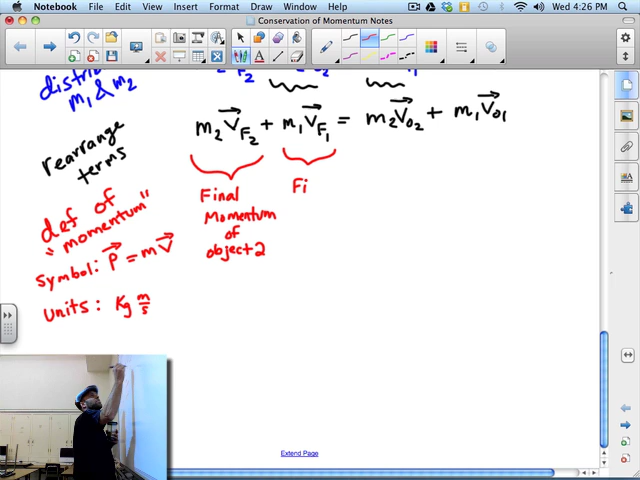 Notebook File Edit View Insert Format Draw Window Help Wed 4:26 PM
Conservation of Momentum Notes
m₁ & m₂
m₂V⃗F₂ + m₁V⃗F₁ = m₂V⃗o₂ + m₁V⃗o₁
rearrange
terms
Final
Momentum
of
object 2
Fi
def of
"momentum"
symbol: P⃗ = mV⃗
units: Kg m/s
Extend Page